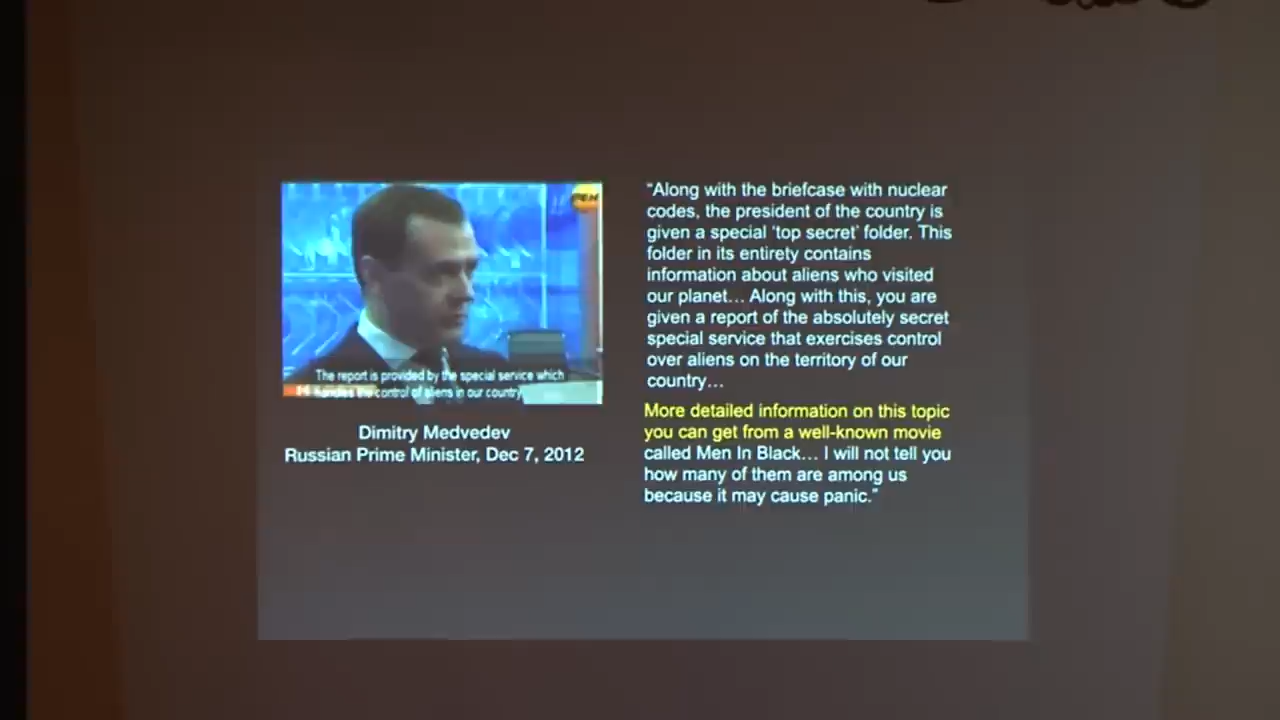 РЕН
The report is provided by the special service which
handles the control of aliens in our country
Dimitry Medvedev
Russian Prime Minister, Dec 7, 2012
“Along with the briefcase with nuclear
codes, the president of the country is
given a special ‘top secret’ folder. This
folder in its entirety contains
information about aliens who visited
our planet… Along with this, you are
given a report of the absolutely secret
special service that exercises control
over aliens on the territory of our
country…
More detailed information on this topic
you can get from a well-known movie
called Men In Black… I will not tell you
how many of them are among us
because it may cause panic.”